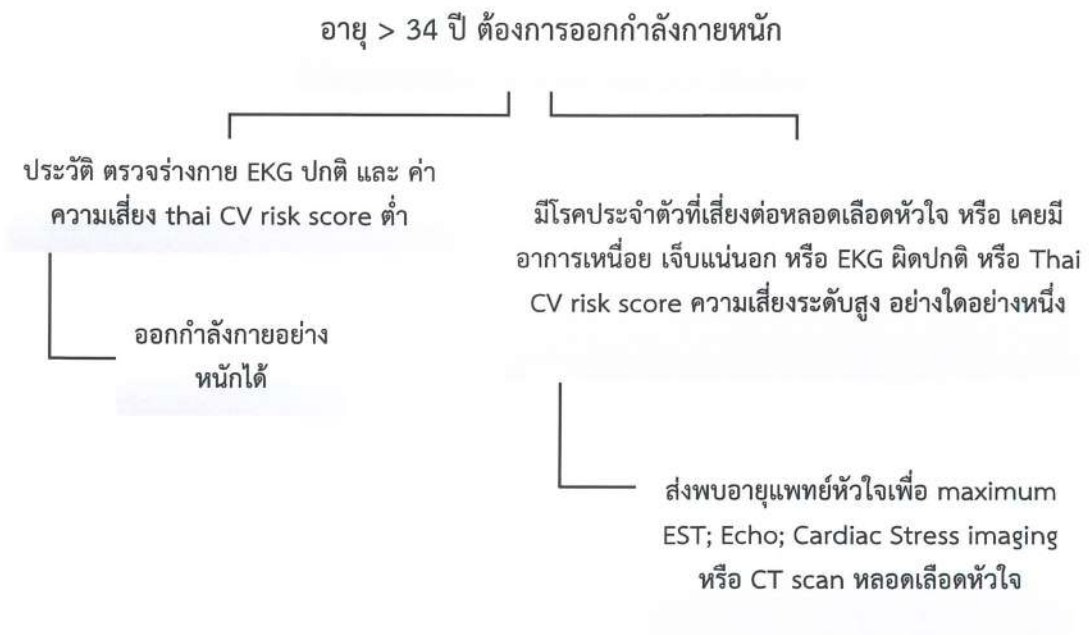 อายุ > 34 ปี ต้องการออกกำลังกายหนัก
ประวัติ ตรวจร่างกาย EKG ปกติ และ ค่า
ความเสี่ยง thai CV risk score ต่ำ
ออกกำลังกายอย่าง
หนักได้
มีโรคประจำตัวที่เสี่ยงต่อหลอดเลือดหัวใจ หรือ เคยมี
อาการเหนื่อย เจ็บแน่นอก หรือ EKG ผิดปกติ หรือ Thai
CV risk score ความเสี่ยงระดับสูง อย่างใดอย่างหนึ่ง
ส่งพบอายุแพทย์หัวใจเพื่อ maximum
EST; Echo; Cardiac Stress imaging
หรือ CT scan หลอดเลือดหัวใจ